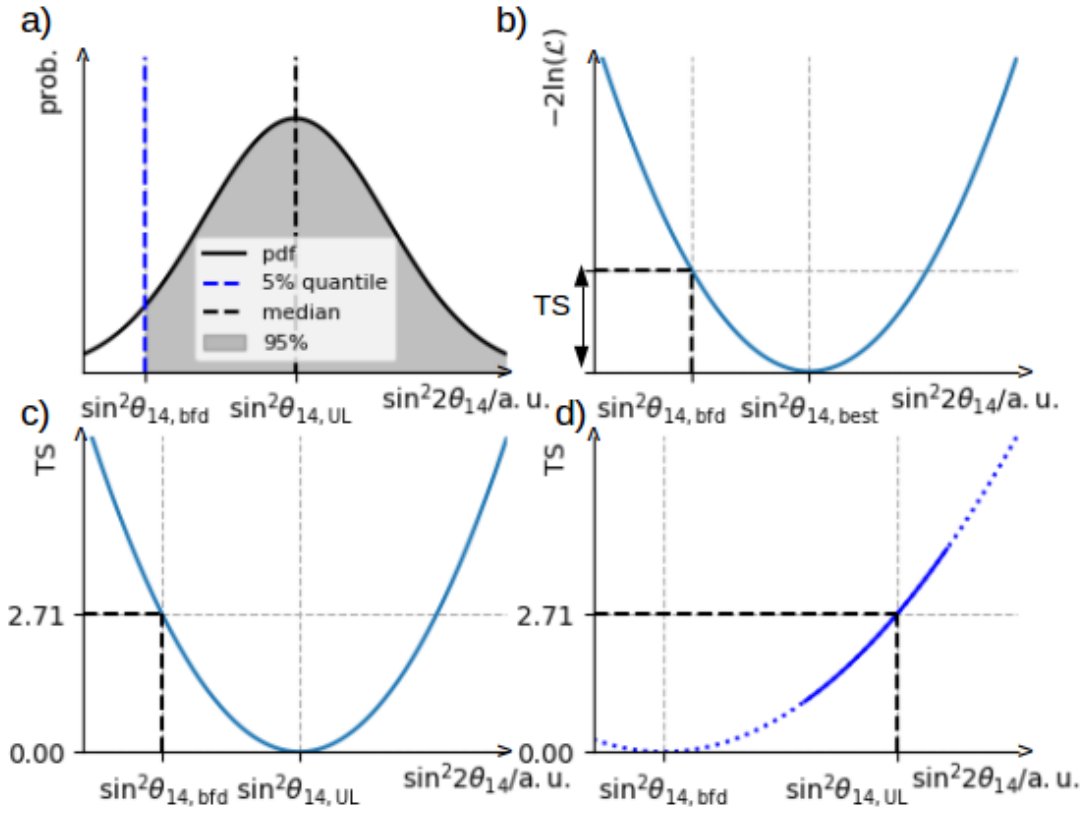 a)
prob.
pdf
5% quantile
median
95%
sin²θ₁₄,bfd
sin²θ₁₄,UL
sin²2θ₁₄/a.u.
b)
−2ln(ℒ)
TS
sin²θ₁₄,bfd
sin²θ₁₄,best
sin²2θ₁₄/a.u.
c)
TS
2.71
0.00
sin²θ₁₄,bfd
sin²θ₁₄,UL
sin²2θ₁₄/a.u.
d)
TS
2.71
0.00
sin²θ₁₄,bfd
sin²θ₁₄,UL
sin²2θ₁₄/a.u.